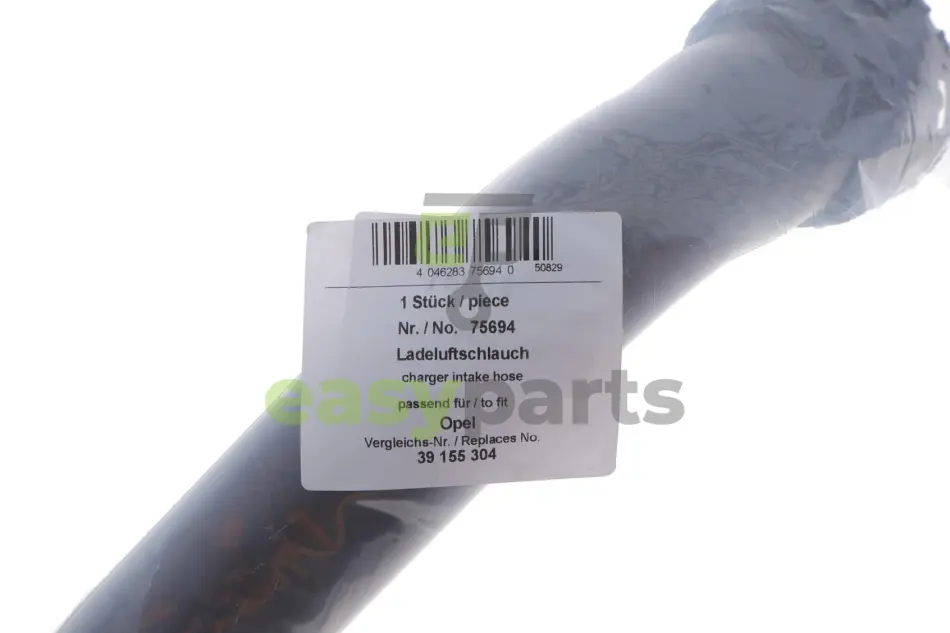 4 046283 75694 0 50829
1 Stück / piece
Nr. / No. 75694
Ladeluftschlauch
charger intake hose
easyparts
passend für / to fit
Opel
Vergleichs-Nr. / Replaces No.
39 155 304